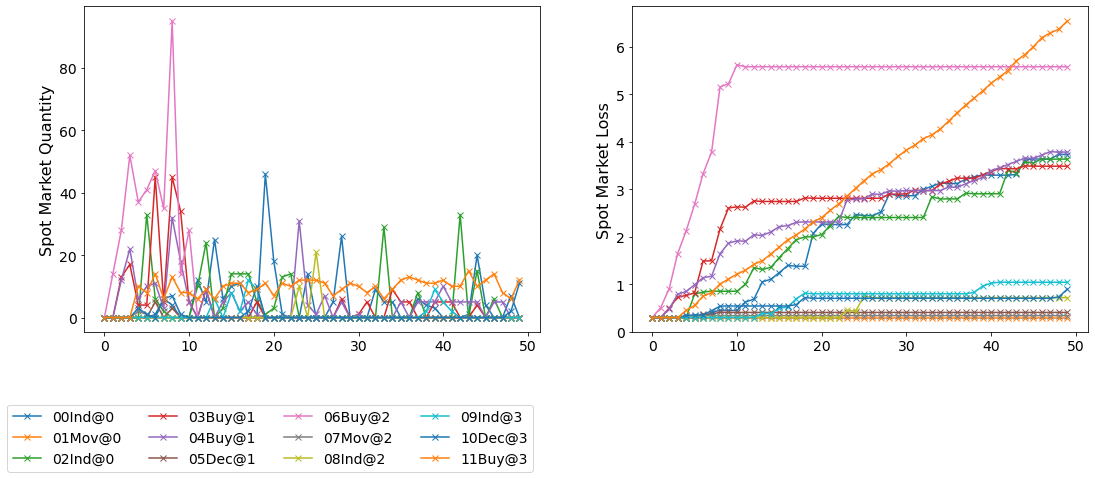 Spot Market Quantity
80
60
40
20
0
0 10 20 30 40 50
Spot Market Loss
6
5
4
3
2
1
0
0 10 20 30 40 50
00Ind@0 03Buy@1 06Buy@2 09Ind@3
01Mov@0 04Buy@1 07Mov@2 10Dec@3
02Ind@0 05Dec@1 08Ind@2 11Buy@3